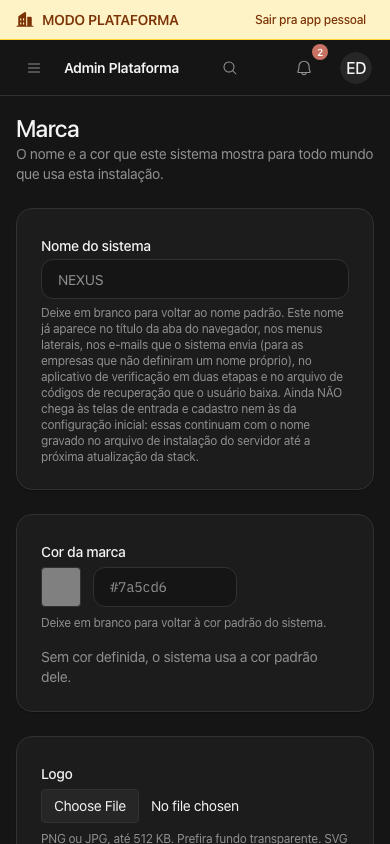 MODO PLATAFORMA
Sair pra app pessoal
Admin Plataforma
2
ED
Marca
O nome e a cor que este sistema mostra para todo mundo
que usa esta instalação.
Nome do sistema
NEXUS
Deixe em branco para voltar ao nome padrão. Este nome
já aparece no título da aba do navegador, nos menus
laterais, nos e-mails que o sistema envia (para as
empresas que não definiram um nome próprio), no
aplicativo de verificação em duas etapas e no arquivo de
códigos de recuperação que o usuário baixa. Ainda NÃO
chega às telas de entrada e cadastro nem às da
configuração inicial: essas continuam com o nome
gravado no arquivo de instalação do servidor até a
próxima atualização da stack.
Cor da marca
#7a5cd6
Deixe em branco para voltar à cor padrão do sistema.
Sem cor definida, o sistema usa a cor padrão
dele.
Logo
Choose File
No file chosen
PNG ou JPG, até 512 KB. Prefira fundo transparente. SVG